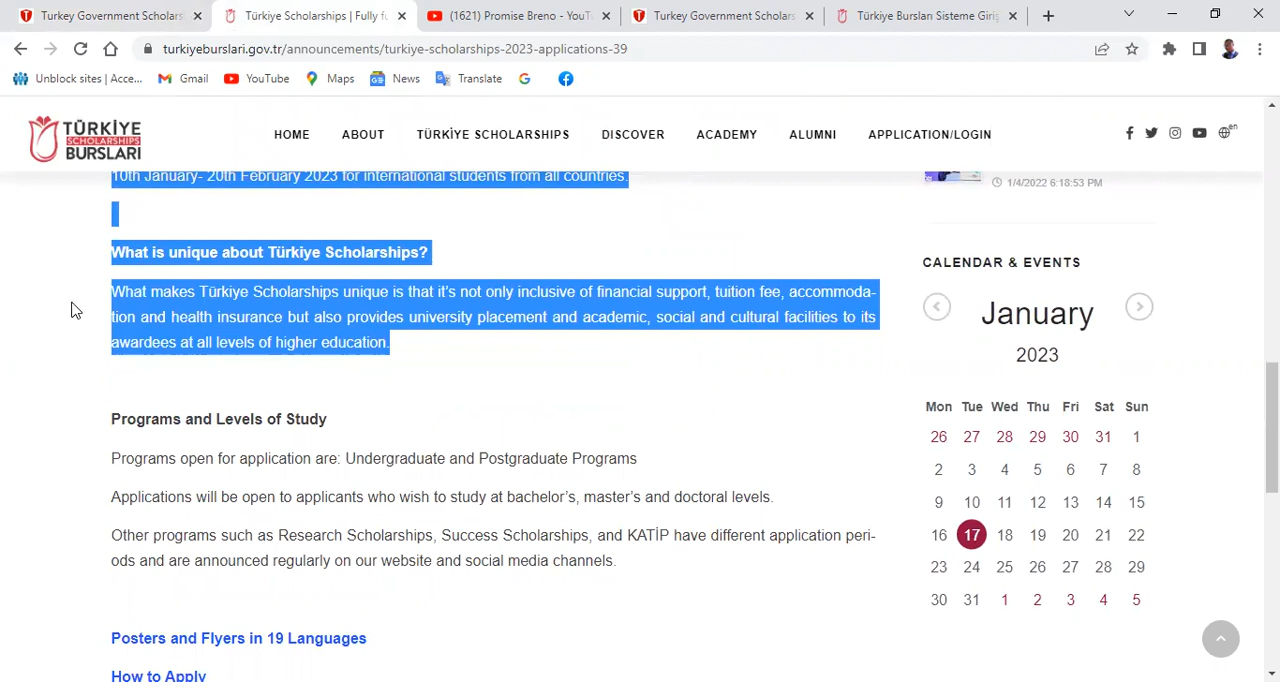 Turkey Government Scholars
Türkiye Scholarships | Fully fu
(1621) Promise Breno - YouT
Turkey Government Scholars
Türkiye Bursları Sisteme Giriş
turkiyeburslari.gov.tr/announcements/turkiye-scholarships-2023-applications-39
Unblock sites | Acce...
Gmail
YouTube
Maps
News
Translate
TÜRKİYE
SCHOLARSHIPS
BURSLARI
HOME
ABOUT
TÜRKİYE SCHOLARSHIPS
DISCOVER
ACADEMY
ALUMNI
APPLICATION/LOGIN
en
10th January- 20th February 2023 for international students from all countries.
What is unique about Türkiye Scholarships?
What makes Türkiye Scholarships unique is that it's not only inclusive of financial support, tuition fee, accommoda-
tion and health insurance but also provides university placement and academic, social and cultural facilities to its
awardees at all levels of higher education.
Programs and Levels of Study
Programs open for application are: Undergraduate and Postgraduate Programs
Applications will be open to applicants who wish to study at bachelor's, master's and doctoral levels.
Other programs such as Research Scholarships, Success Scholarships, and KATİP have different application peri-
ods and are announced regularly on our website and social media channels.
Posters and Flyers in 19 Languages
How to Apply
1/4/2022 6:18:53 PM
CALENDAR & EVENTS
January
2023
Mon Tue Wed Thu Fri Sat Sun
26 27 28 29 30 31 1
2 3 4 5 6 7 8
9 10 11 12 13 14 15
16 17 18 19 20 21 22
23 24 25 26 27 28 29
30 31 1 2 3 4 5